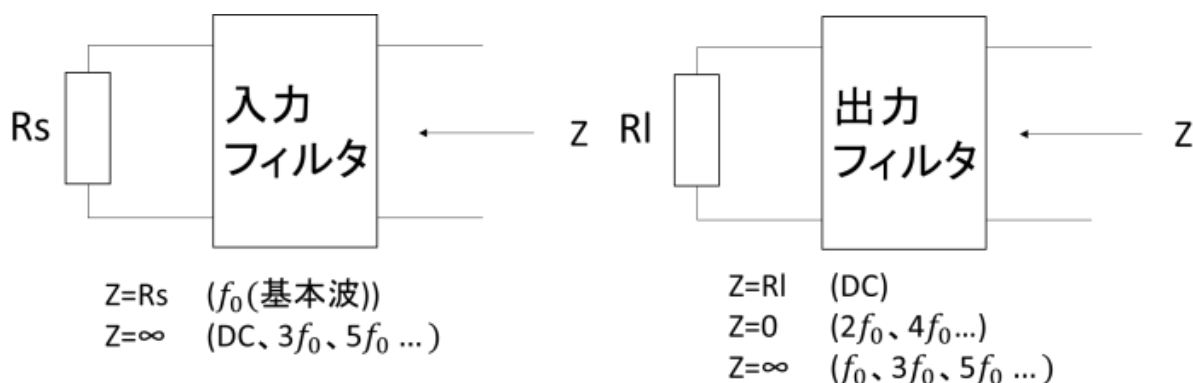 Rs
入力
フィルタ
Z
Z=Rs (f₀(基本波))
Z=∞ (DC、3f₀、5f₀ …)
Rl
出力
フィルタ
Z
Z=Rl (DC)
Z=0 (2f₀、4f₀…)
Z=∞ (f₀、3f₀、5f₀ …)